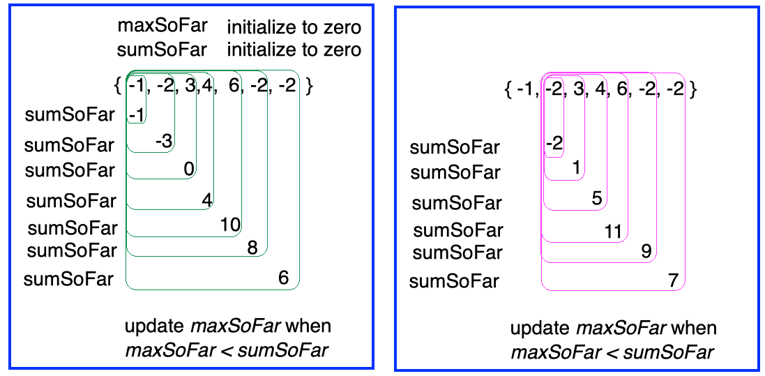 maxSoFar initialize to zero
sumSoFar initialize to zero
{ -1, -2, 3,4, 6, -2, -2 }
sumSoFar -1
sumSoFar -3
sumSoFar 0
sumSoFar 4
sumSoFar 10
sumSoFar 8
sumSoFar 6
update maxSoFar when
maxSoFar < sumSoFar
{ -1, -2, 3, 4, 6, -2, -2 }
sumSoFar -2
sumSoFar 1
sumSoFar 5
sumSoFar 11
sumSoFar 9
sumSoFar 7
update maxSoFar when
maxSoFar < sumSoFar